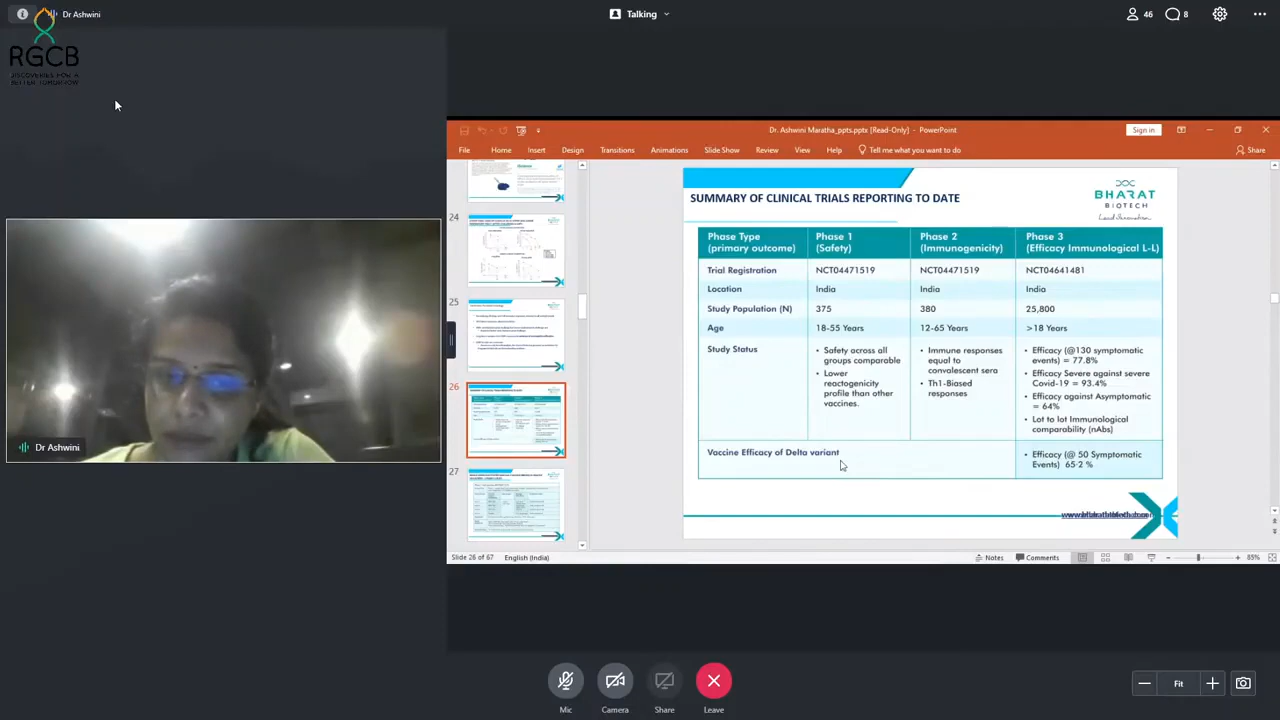 Dr Ashwini
Talking
46
8
RGCB
DISCOVERIES FOR A
BETTER TOMORROW
Dr. Ashwini Maratha_ppts.pptx [Read-Only] - PowerPoint
Sign in
File Home Insert Design Transitions Animations Slide Show Review View Help Tell me what you want to do
Share
24
25
26
27
SUMMARY OF CLINICAL TRIALS REPORTING TO DATE
BHARAT
BIOTECH
Lead Innovation
Phase Type Phase 1 Phase 2 Phase 3
(primary outcome) (Safety) (Immunogenicity) (Efficacy Immunological L-L)
Trial Registration NCT04471519 NCT04471519 NCT04641481
Location India India India
Study Population (N) 375 380 25,800
Age 18-55 Years 12-65 Years >18 Years
Study Status
• Safety across all
groups comparable
• Lower
reactogenicity
profile than other
vaccines.
• Immune responses
equal to
convalescent sera
• Th1-Biased
responses
• Efficacy (@130 symptomatic
events) = 77.8%
• Efficacy Severe against severe
Covid-19 = 93.4%
• Efficacy against Asymptomatic
= 64%
• Lot to lot Immunological
comparability (nAbs)
Vaccine Efficacy of Delta variant
• Efficacy (@ 50 Symptomatic
Events) 65·2 %
Dr Ashwini
Slide 26 of 67 English (India)
Notes Comments
85%
Mic Camera Share Leave
Fit